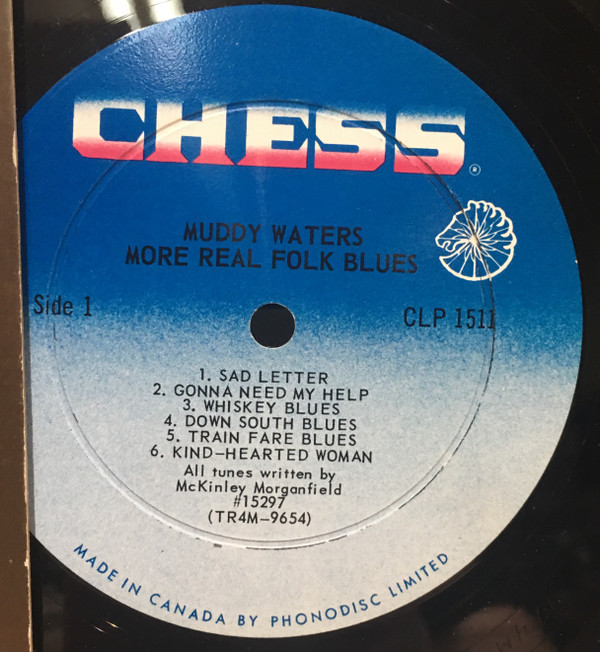 CHESS
®
MUDDY WATERS
MORE REAL FOLK BLUES
Side 1
CLP 1511
1. SAD LETTER
2. GONNA NEED MY HELP
3. WHISKEY BLUES
4. DOWN SOUTH BLUES
5. TRAIN FARE BLUES
6. KIND-HEARTED WOMAN
All tunes written by
McKinley Morganfield
#15297
(TR4M-9654)
MADE IN CANADA BY PHONODISC LIMITED